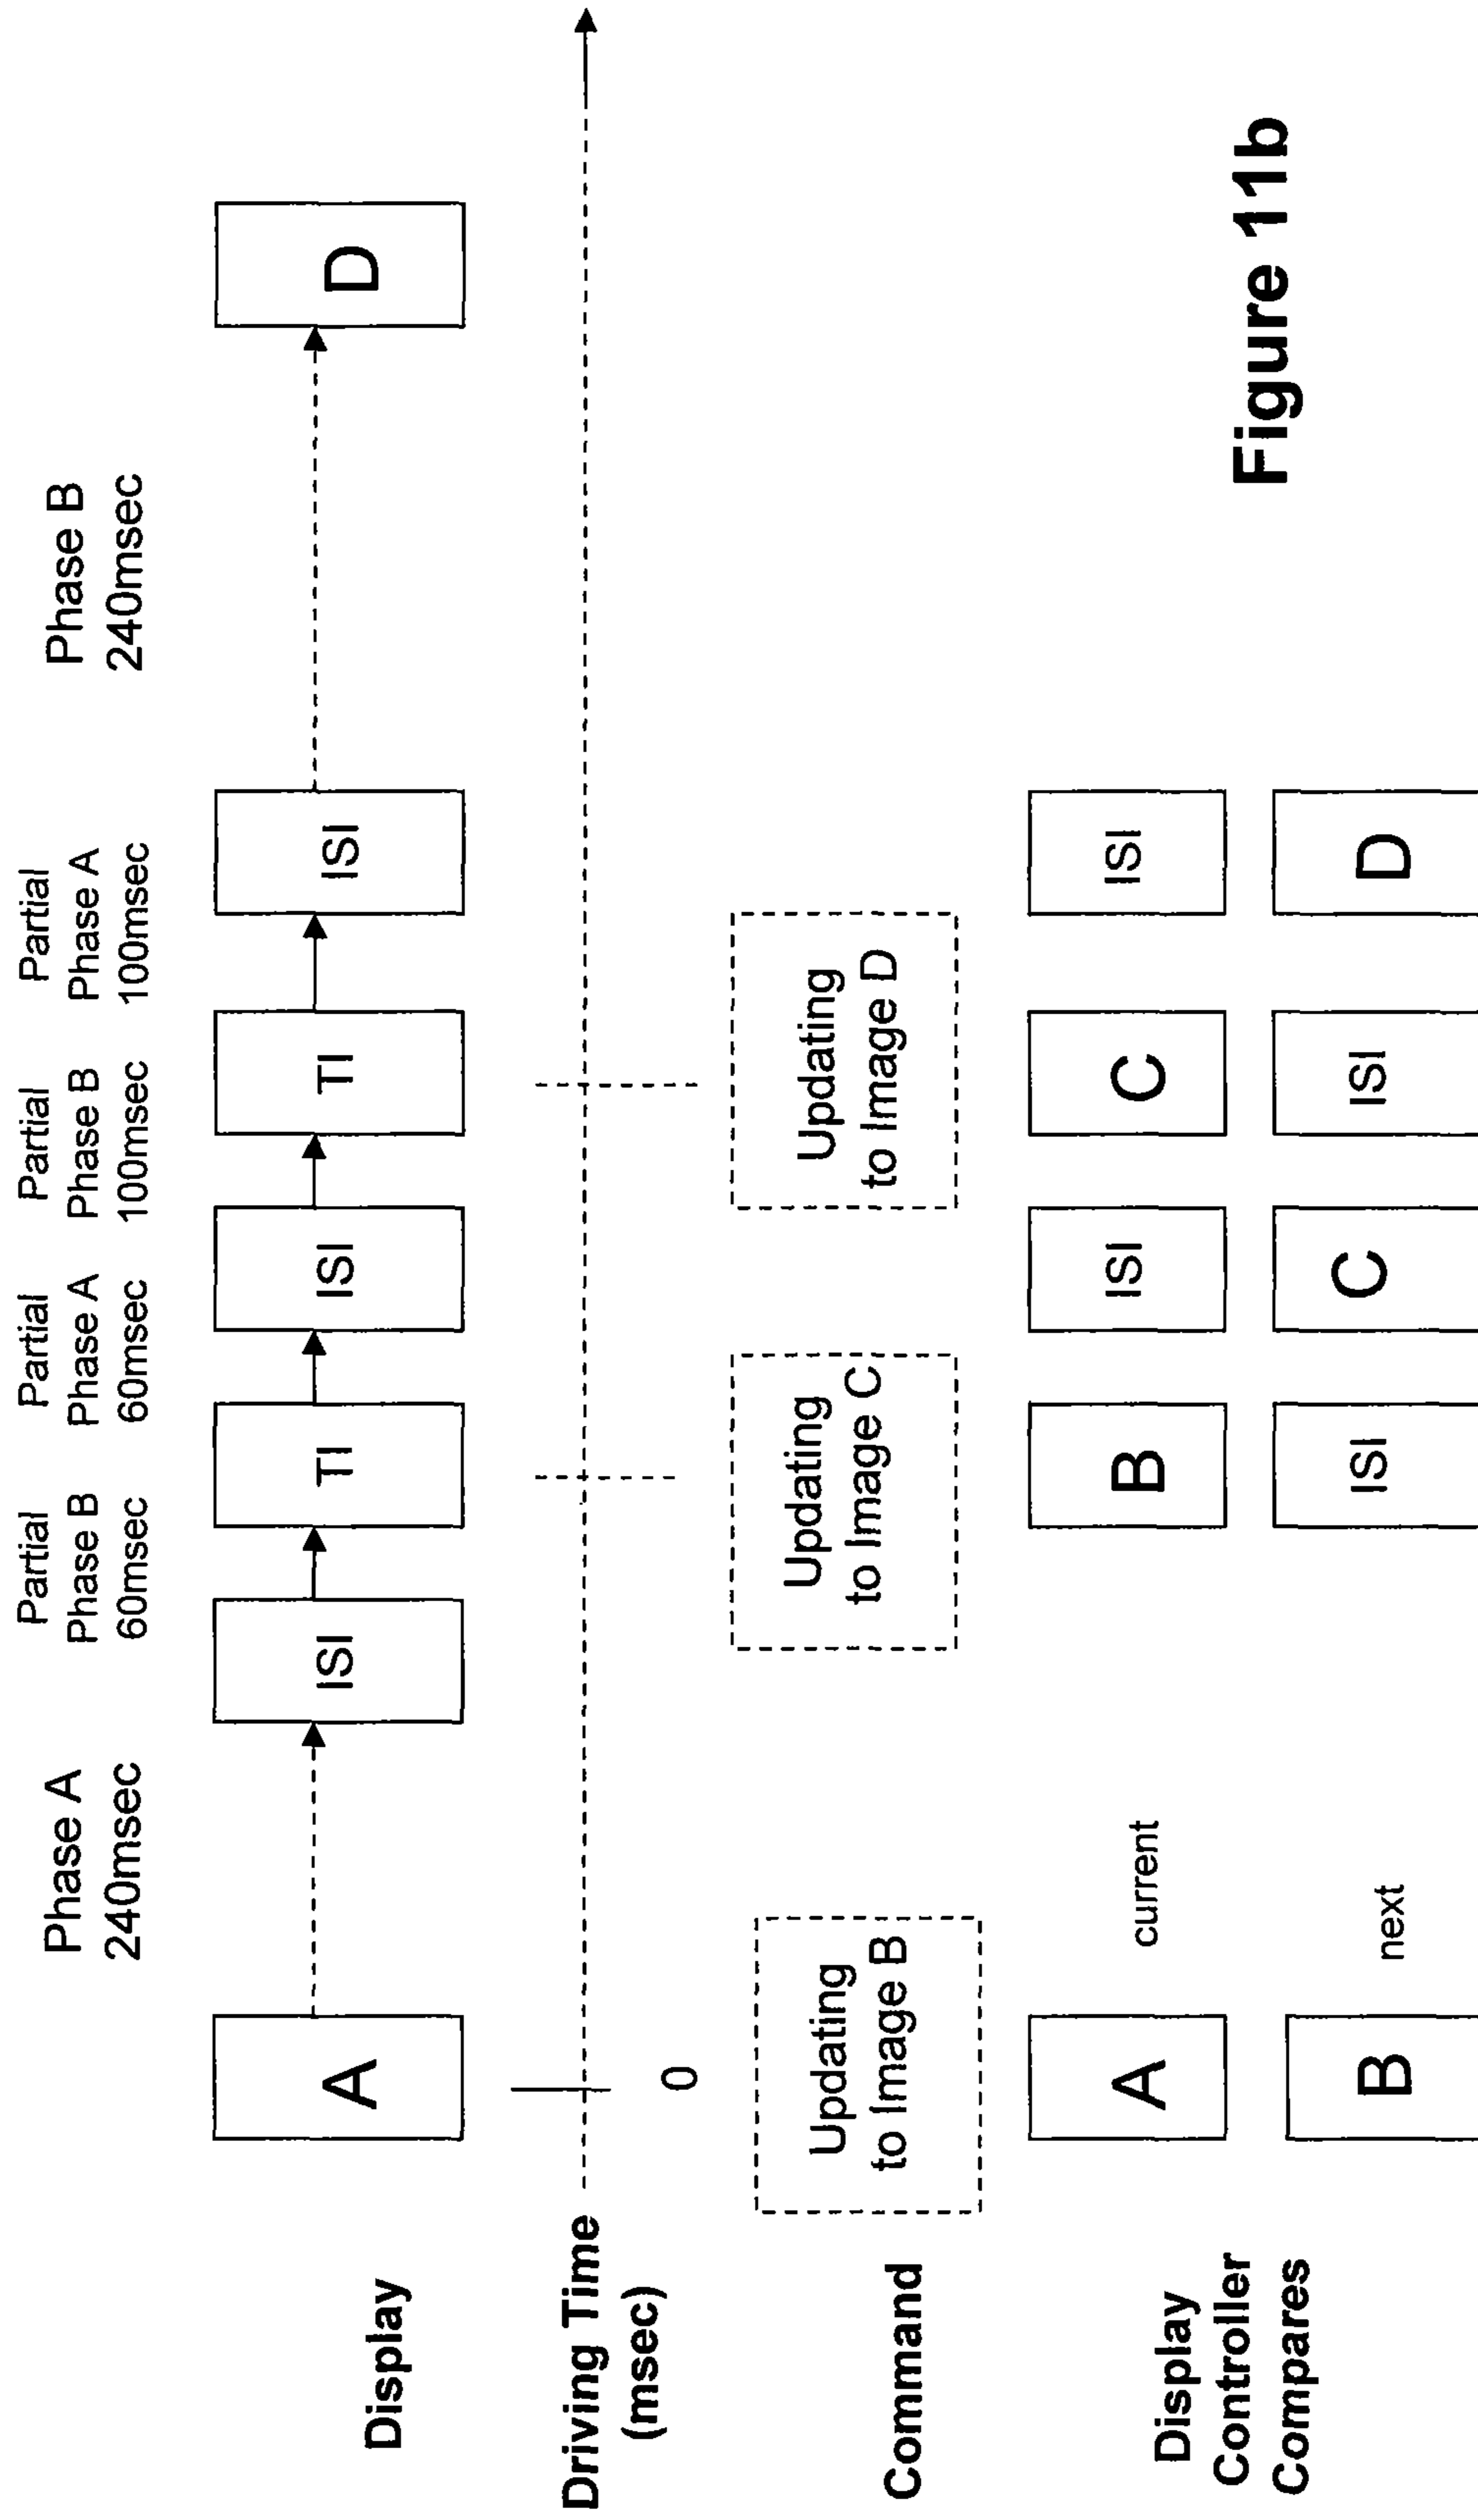 Phase A
240msec
Partial
Phase B
60msec
Partial
Phase A
60msec
Partial
Phase B
100msec
Partial
Phase A
100msec
Phase B
240msec
Display
A
ISI
TI
ISI
TI
ISI
D
Driving Time
(msec)
0
Command
Updating
to Image B
Updating
to Image C
Updating
to Image D
Display
Controller
Compares
A
current
B
ISI
C
ISI
B
next
ISI
C
ISI
D
Figure 11b